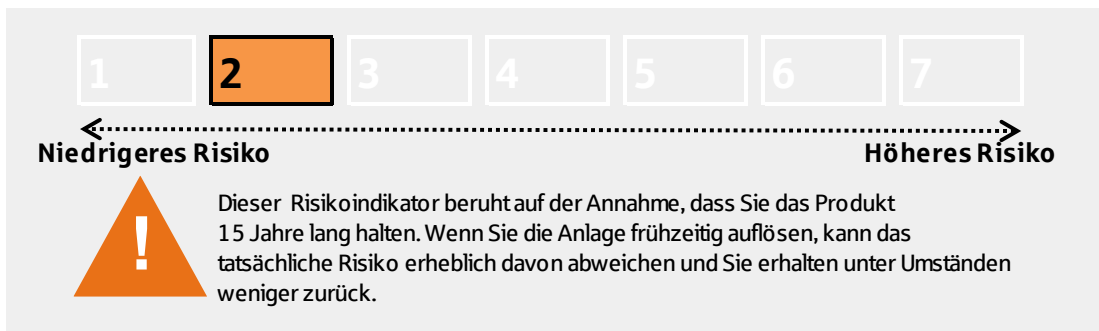 1 2 3 4 5 6 7
Niedrigeres Risiko Höheres Risiko
!
Dieser Risikoindikator beruht auf der Annahme, dass Sie das Produkt
15 Jahre lang halten. Wenn Sie die Anlage frühzeitig auflösen, kann das
tatsächliche Risiko erheblich davon abweichen und Sie erhalten unter Umständen
weniger zurück.